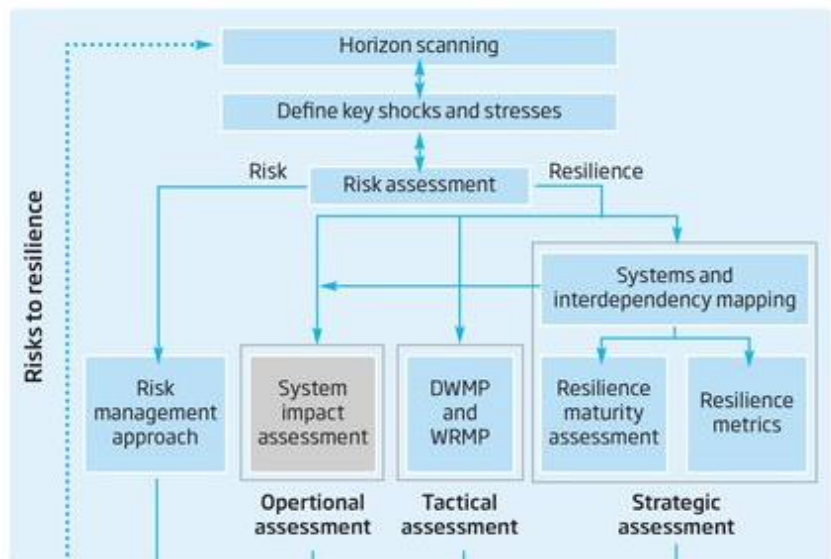 Horizon scanning
Define key shocks and stresses
Risk
Resilience
Risk assessment
Risks to resilience
Systems and
interdependency mapping
Risk
management
approach
System
impact
assessment
DWMP
and
WRMP
Resilience
maturity
assessment
Resilience
metrics
Opertional
assessment
Tactical
assessment
Strategic
assessment